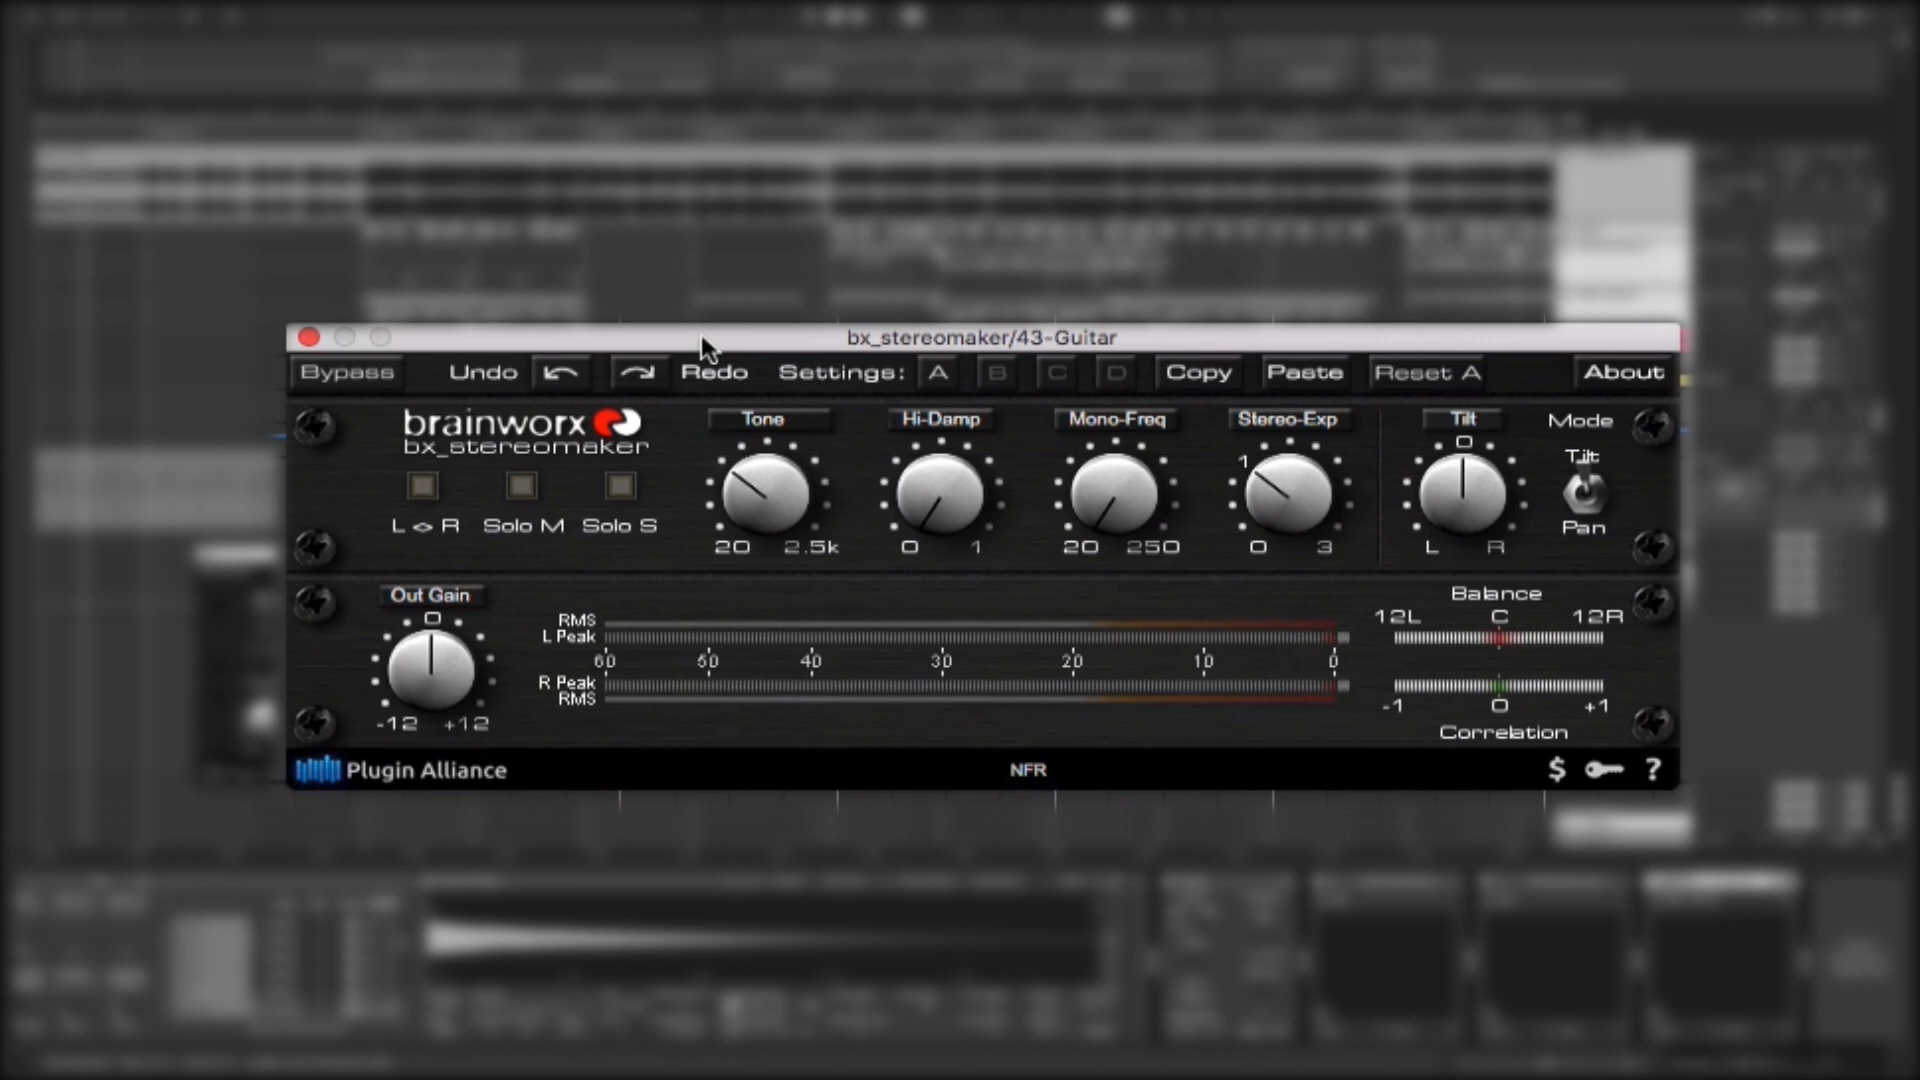 bx_stereomaker/43-Guitar
Bypass Undo Redo Settings: A B C D Copy Paste Reset A About
brainworx
bx_stereomaker
Tone Hi-Damp Mono-Freq Stereo-Exp Tilt Mode
0
1 Tilt
L <> R Solo M Solo S Pan
20 2.5k 0 1 20 250 0 3 L R
Out Gain Balance
0 RMS 12L C 12R
L Peak
60 50 40 30 20 10 0
R Peak
RMS -1 0 +1
-12 +12 Correlation
Plugin Alliance NFR $ ?